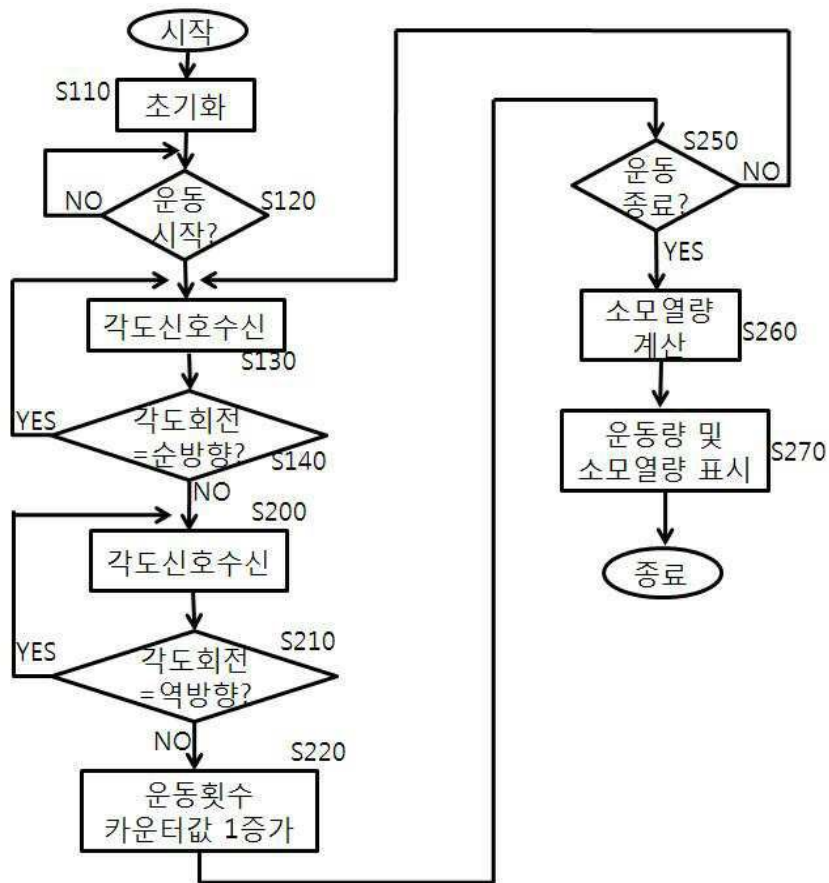 시작
S110
초기화
NO
운동
시작?
S120
각도신호수신
S130
YES
각도회전
=순방향?
S140
NO
S200
각도신호수신
S210
YES
각도회전
=역방향?
NO
S220
운동횟수
카운터값 1증가
S250
운동
종료?
NO
YES
소모열량
계산
S260
운동량 및
소모열량 표시
S270
종료